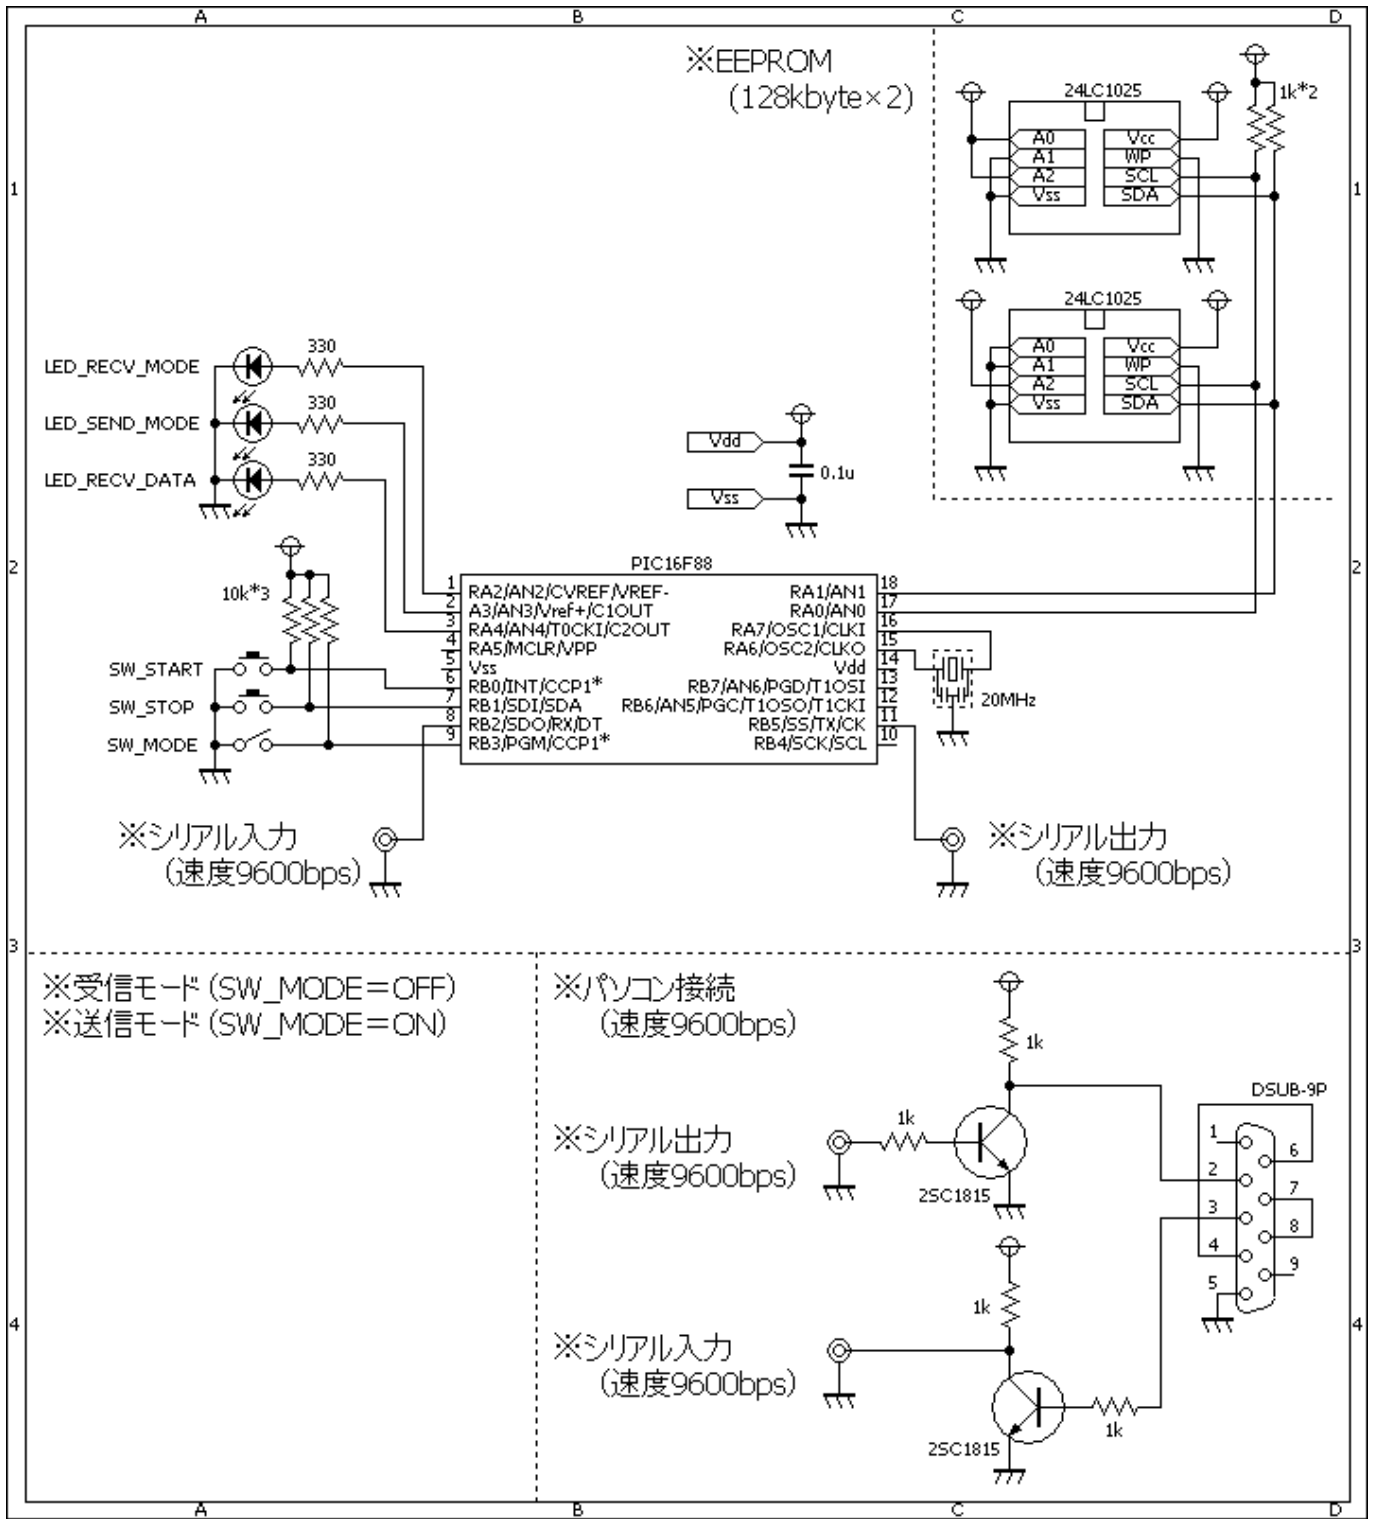 A B C D
※EEPROM
(128kbyte×2)
24LC1025
1k*2
A0 Vcc
A1 WP
A2 SCL
Vss SDA
1 1
24LC1025
A0 Vcc
A1 WP
A2 SCL
Vss SDA
330
LED_RECV_MODE
330
LED_SEND_MODE
330
LED_RECV_DATA
Vdd
0.1u
Vss
2 2
PIC16F88
10k*3
1 RA2/AN2/CVREF/VREF- RA1/AN1 18
2 A3/AN3/Vref+/C1OUT RA0/AN0 17
3 RA4/AN4/T0CKI/C2OUT RA7/OSC1/CLKI 16
4 RA5/MCLR/VPP RA6/OSC2/CLKO 15
5 Vss Vdd 14
6 RB0/INT/CCP1* RB7/AN6/PGD/T1OSI 13
7 RB1/SDI/SDA RB6/AN5/PGC/T1OSO/T1CKI 12
8 RB2/SDO/RX/DT RB5/SS/TX/CK 11
9 RB3/PGM/CCP1* RB4/SCK/SCL 10
SW_START
SW_STOP
SW_MODE
20MHz
※シリアル入力
(速度9600bps)
※シリアル出力
(速度9600bps)
3 3
※受信モード(SW_MODE=OFF)
※送信モード(SW_MODE=ON)
※パソコン接続
(速度9600bps)
1k
DSUB-9P
1k
※シリアル出力
(速度9600bps)
2SC1815
1
6
2
7
3
8
4
9
5
1k
4 4
※シリアル入力
(速度9600bps)
1k
2SC1815
A B C D